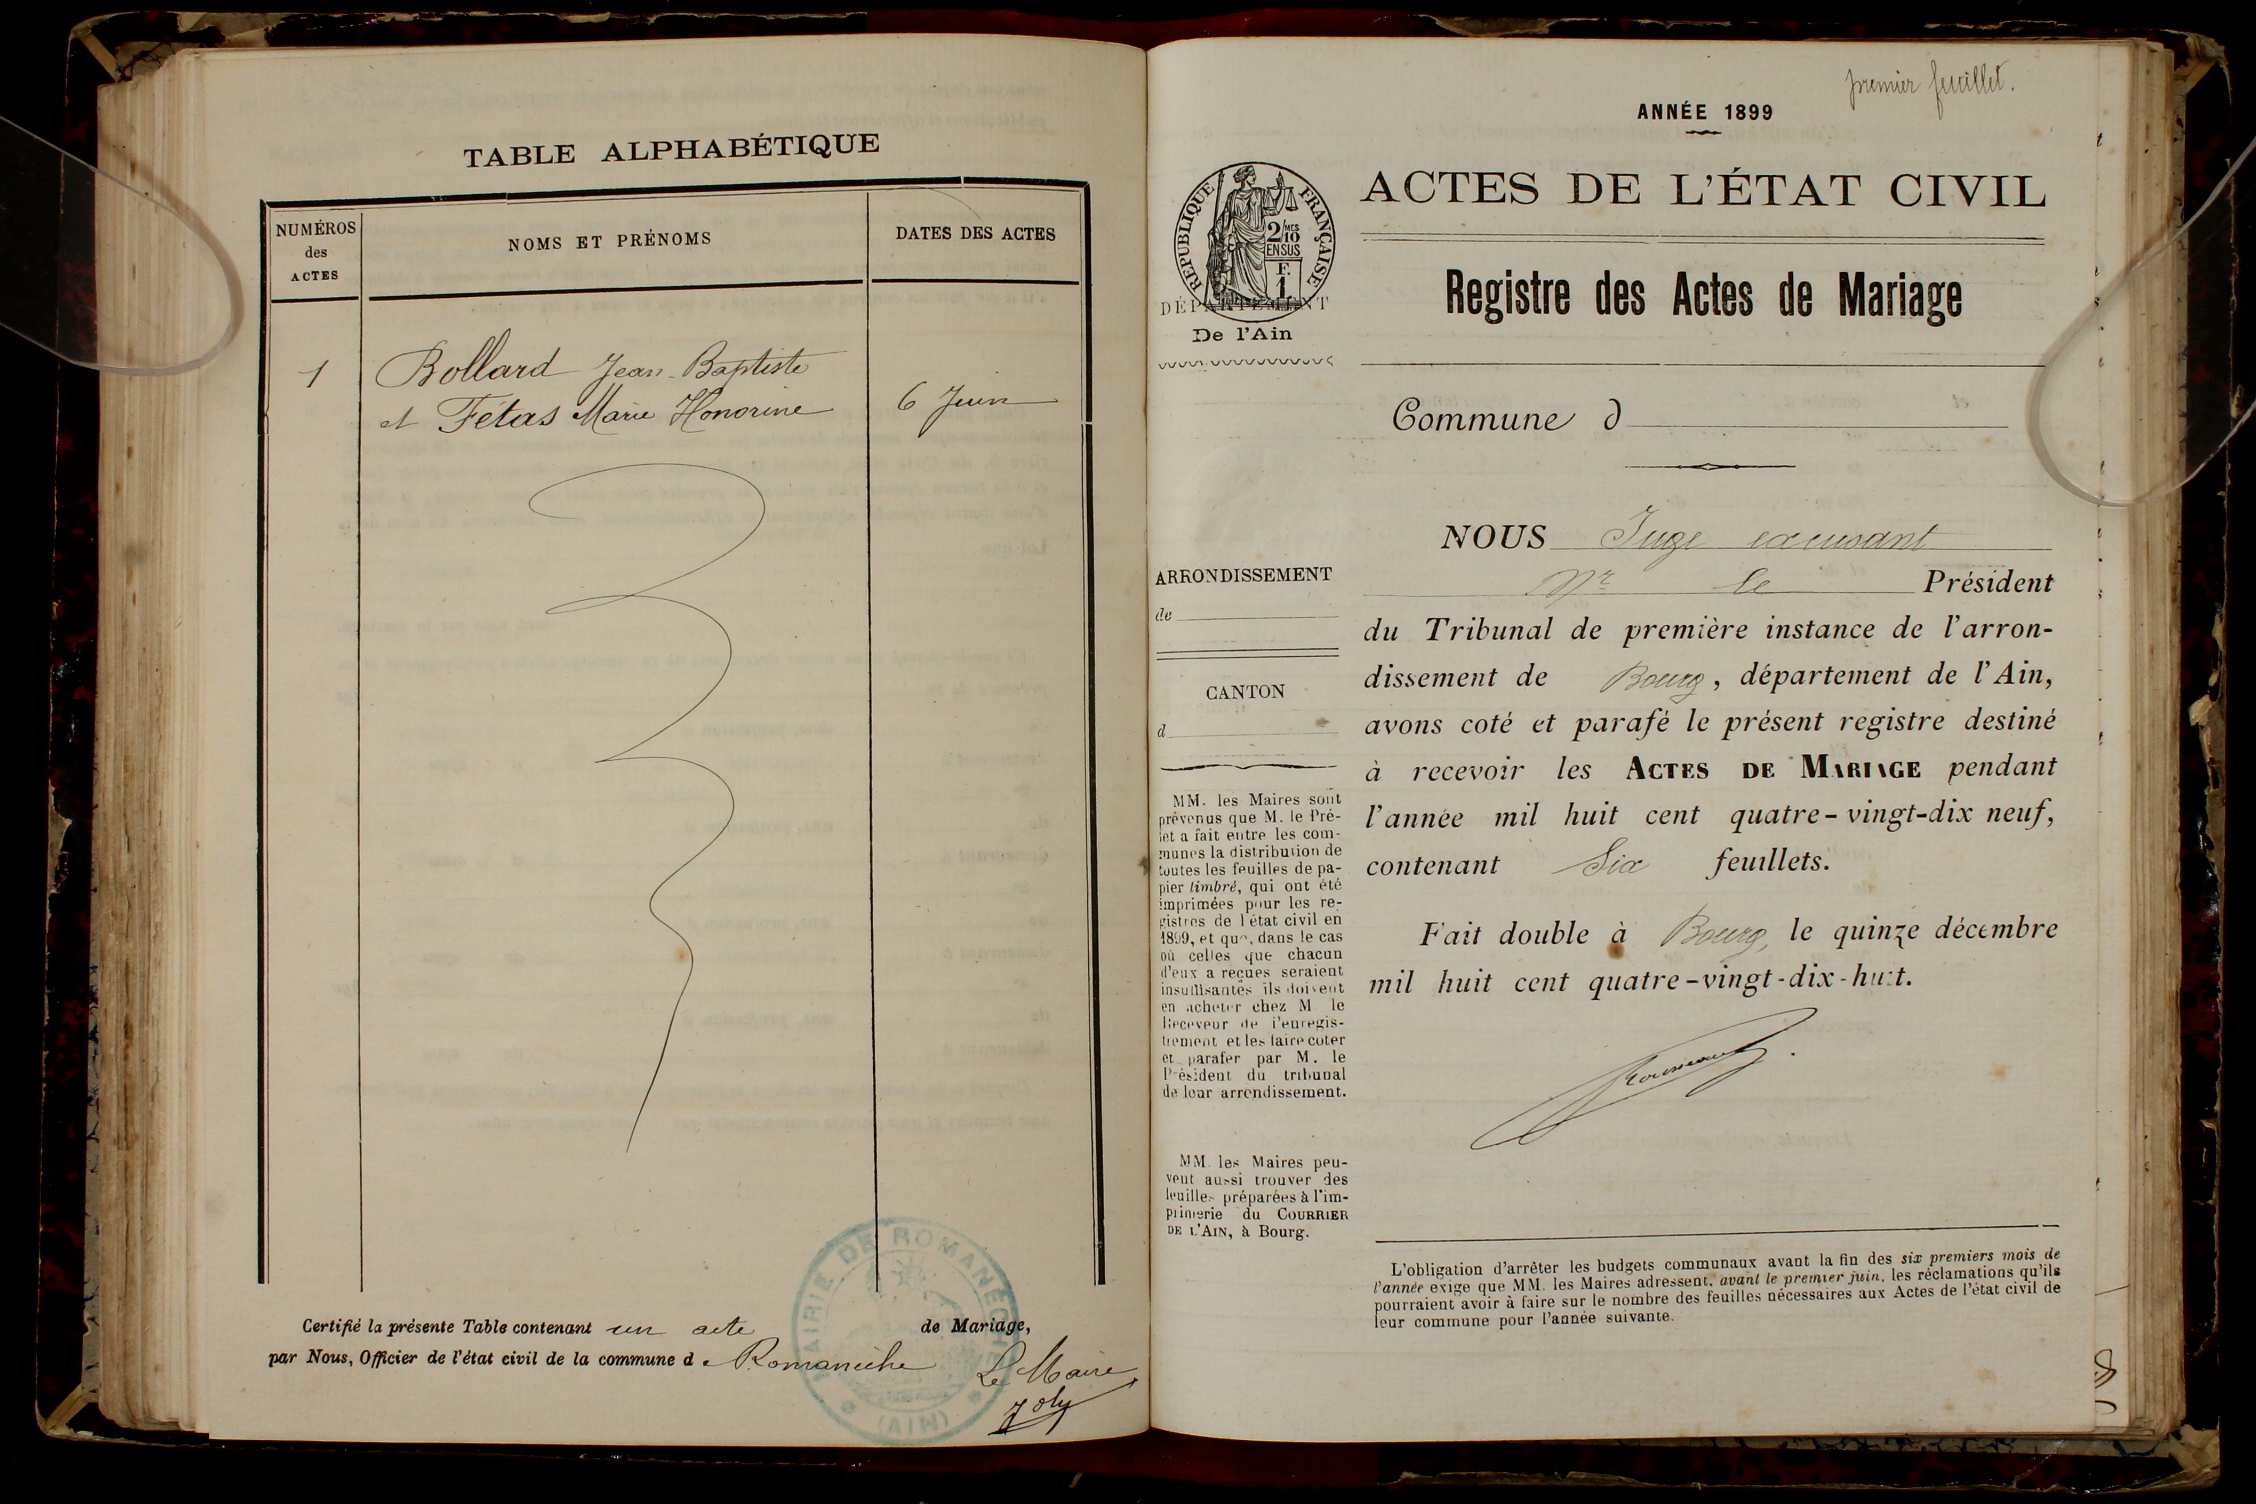 TABLE ALPHABÉTIQUE
NUMÉROS
des
ACTES
NOMS ET PRÉNOMS
DATES DES ACTES
1
Bollard Jean-Baptiste
et Fétas Marie Honorine
6 Juin
Certifié la présente Table contenant un acte de Mariage,
par Nous, Officier de l'état civil de la commune de Romanèche
Le Maire
Joly
MAIRIE DE ROMANÈCHE
(AIN)
premier feuillet.
ANNÉE 1899
ACTES DE L'ÉTAT CIVIL
RÉPUBLIQUE FRANÇAISE
2/10 MES
EN SUS
F.
1
DÉPARTEMENT
De l'Ain
Registre des Actes de Mariage
Commune d
ARRONDISSEMENT
de
CANTON
d
MM. les Maires sont
prévenus que M. le Pré-
fet a fait entre les com-
munes la distribution de
toutes les feuilles de pa-
pier timbré, qui ont été
imprimées pour les re-
gistres de l'état civil en
1899, et que, dans le cas
où celles que chacun
d'eux a reçues seraient
insuffisantes ils doivent
en acheter chez M le
Receveur de l'enregis-
trement et les faire coter
et parafer par M. le
Président du tribunal
de leur arrondissement.
MM. les Maires peu-
vent aussi trouver des
feuilles préparées à l'im-
primerie du COURRIER
DE L'AIN, à Bourg.
NOUS Juge excusant
Mr le Président
du Tribunal de première instance de l'arron-
dissement de Bourg, département de l'Ain,
avons coté et parafé le présent registre destiné
à recevoir les ACTES DE MARIAGE pendant
l'année mil huit cent quatre-vingt-dix neuf,
contenant Six feuillets.
Fait double à Bourg, le quinze décembre
mil huit cent quatre-vingt-dix-huit.
L'obligation d'arrêter les budgets communaux avant la fin des six premiers mois de
l'année exige que MM. les Maires adressent, avant le premier juin, les réclamations qu'ils
pourraient avoir à faire sur le nombre des feuilles nécessaires aux Actes de l'état civil de
leur commune pour l'année suivante.